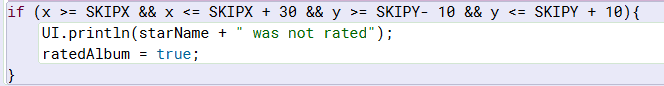 if (x >= SKIPX && x <= SKIPX + 30 && y >= SKIPY- 10 && y <= SKIPY + 10){
UI.println(starName + " was not rated");
ratedAlbum = true;
}